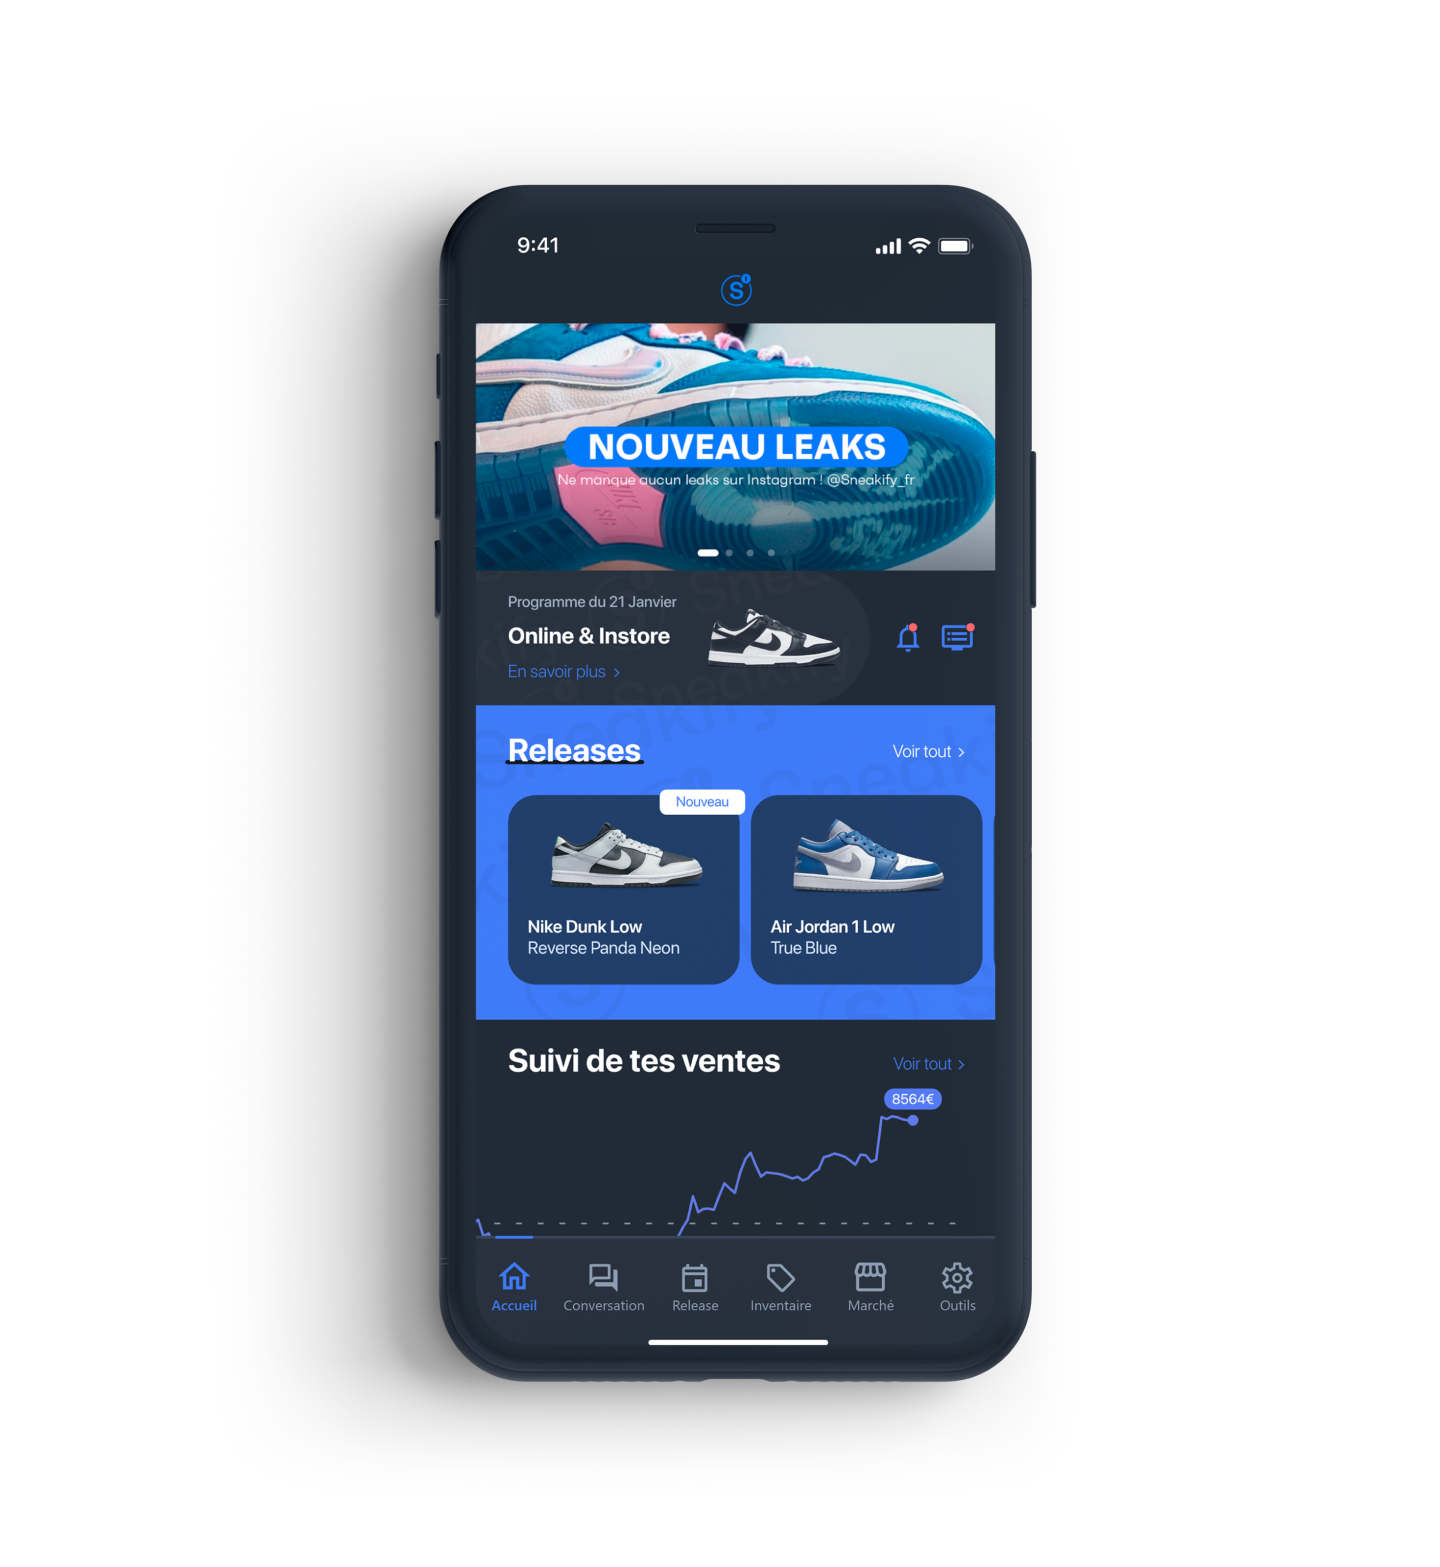 9:41
S
NOUVEAU LEAKS
Ne manque aucun leaks sur Instagram ! @Sneakify_fr
Programme du 21 Janvier
Online & Instore
En savoir plus >
Sneakify
Releases
Voir tout >
Nouveau
Nike Dunk Low
Reverse Panda Neon
Air Jordan 1 Low
True Blue
Suivi de tes ventes
Voir tout >
8564€
Accueil
Conversation
Release
Inventaire
Marché
Outils